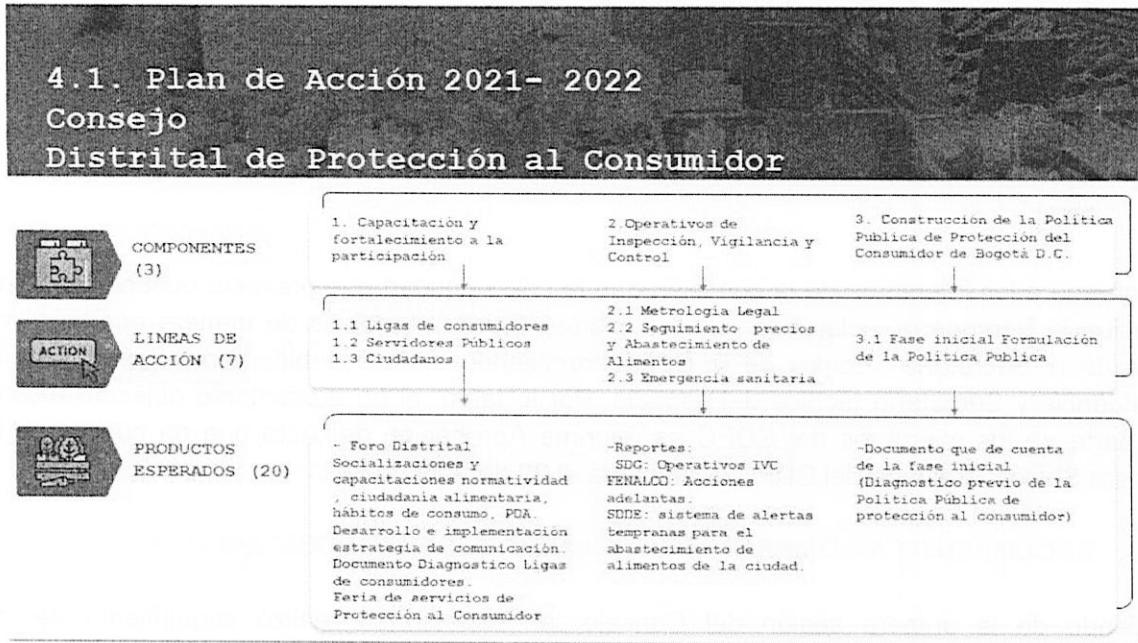 4.1. Plan de Acción 2021- 2022
Consejo
Distrital de Protección al Consumidor
COMPONENTES
(3)
1. Capacitación y
fortalecimiento a la
participación
2.Operativos de
Inspección, Vigilancia y
Control
3. Construcción de la Política
Publica de Protección del
Consumidor de Bogotá D.C.
ACTION
LINEAS DE
ACCIÓN (7)
1.1 Ligas de consumidores
1.2 Servidores Públicos
1.3 Ciudadanos
2.1 Metrología Legal
2.2 Seguimiento precios
y Abastecimiento de
Alimentos
2.3 Emergencia sanitaria
3.1 Fase inicial Formulación
de la Política Publica
PRODUCTOS
ESPERADOS (20)
- Foro Distrital
Socializaciones y
capacitaciones normatividad
, ciudadanía alimentaria,
hábitos de consumo, PDA.
Desarrollo e implementación
estrategia de comunicación.
Documento Diagnostico Ligas
de consumidores.
Feria de servicios de
Protección al Consumidor
-Reportes:
SDG: Operativos IVC
FENALCO: Acciones
adelantas.
SDDE: sistema de alertas
tempranas para el
abastecimiento de
alimentos de la ciudad.
-Documento que de cuenta
de la fase inicial
(Diagnostico previo de la
Política Pública de
protección al consumidor)